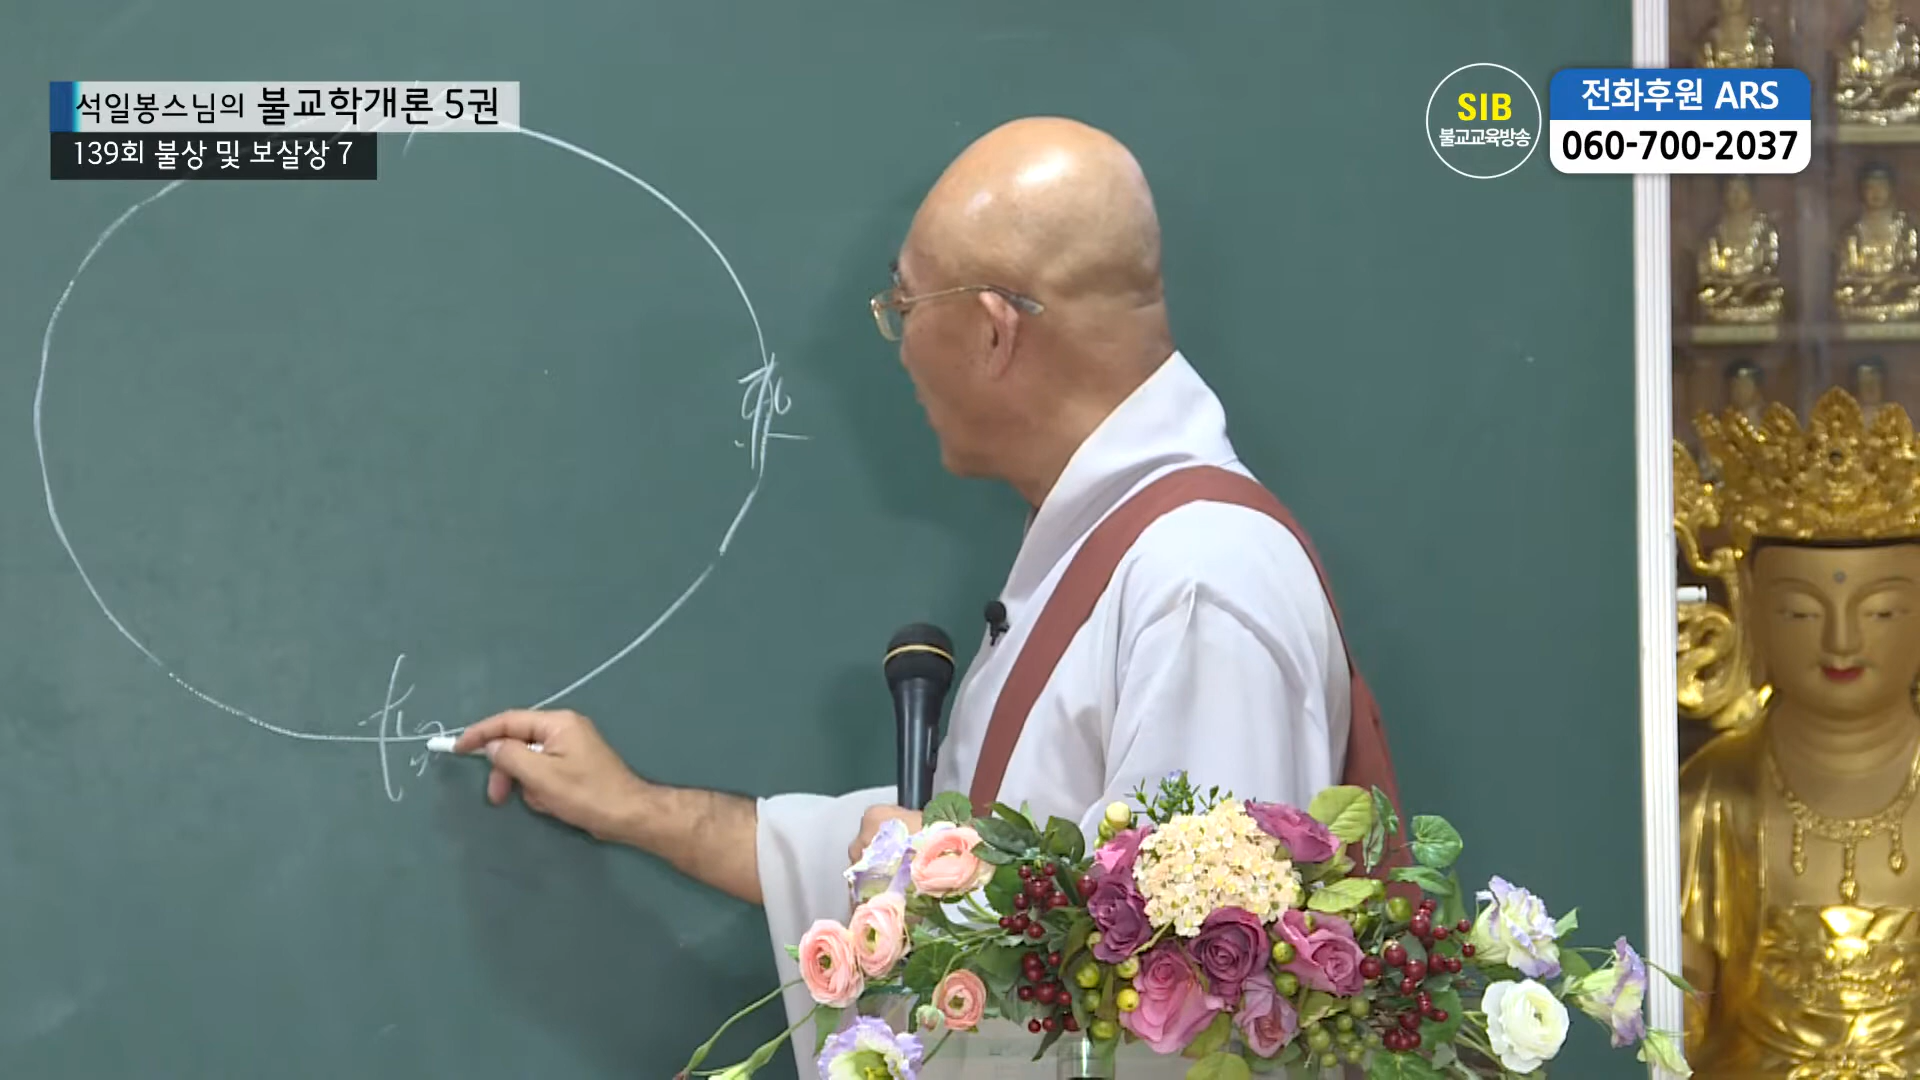 석일봉스님의 불교학개론 5권
139회 불상 및 보살상 7
SIB
불교교육방송
전화후원 ARS
060-700-2037